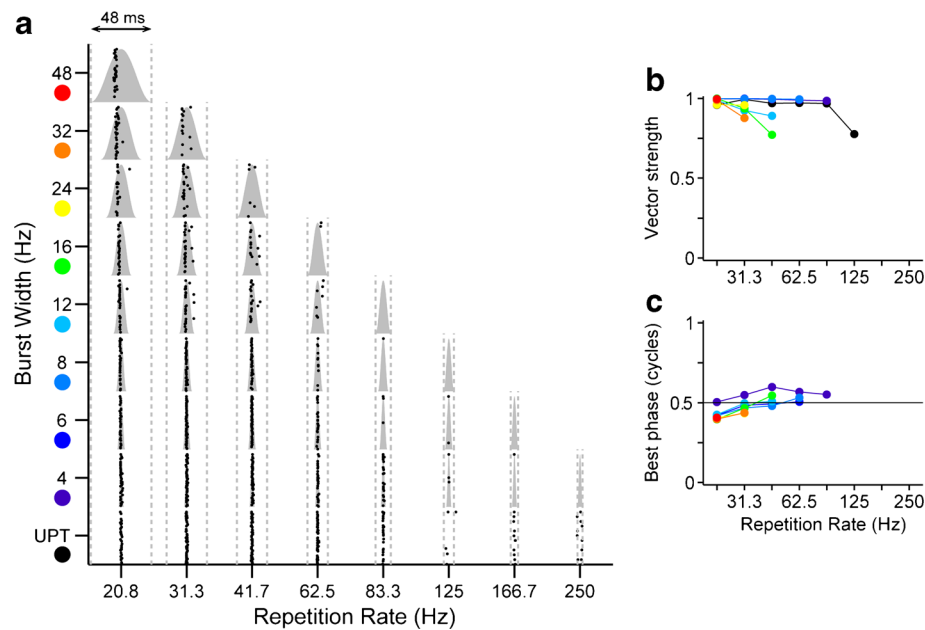 a
48 ms
Burst Width (Hz)
48
32
24
16
12
8
6
4
UPT
20.8 31.3 41.7 62.5 83.3 125 166.7 250
Repetition Rate (Hz)
b
Vector strength
1
0.5
0
31.3 62.5 125 250
c
Best phase (cycles)
1
0.5
0
31.3 62.5 125 250
Repetition Rate (Hz)